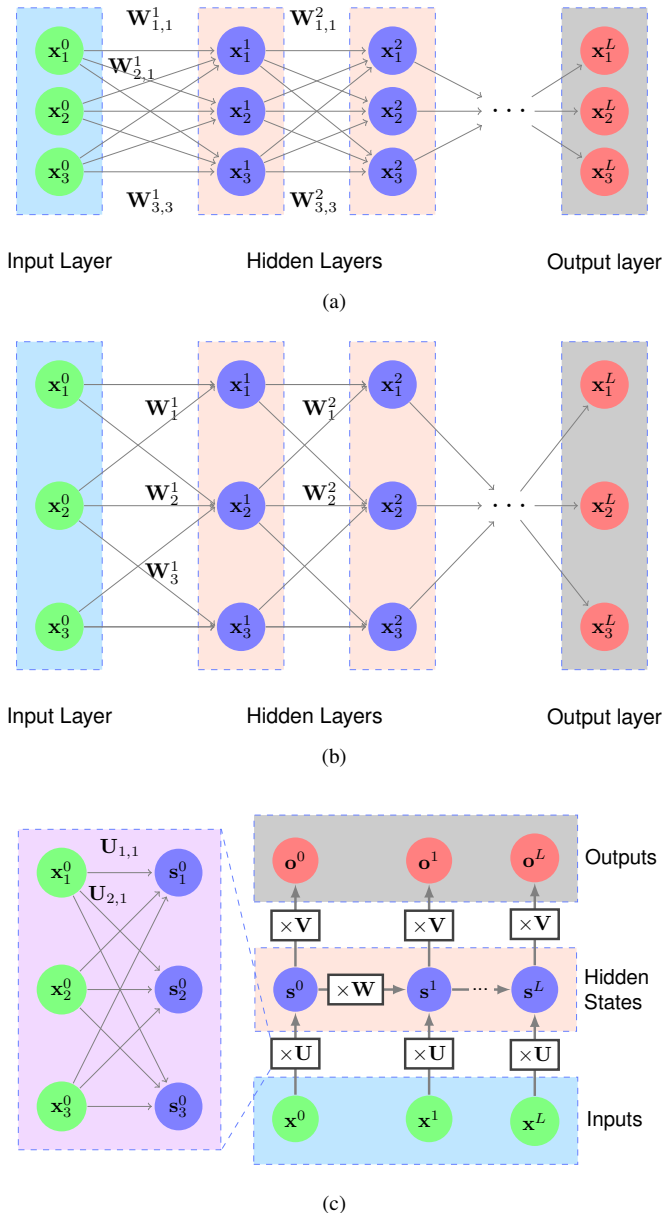 W^1_{1,1} W^2_{1,1}
x^0_1 x^1_1 x^2_1 x^L_1
W^1_{2,1}
x^0_2 x^1_2 x^2_2 · · · x^L_2
x^0_3 x^1_3 x^2_3 x^L_3
W^1_{3,3} W^2_{3,3}
Input Layer Hidden Layers Output layer
(a)
x^0_1 x^1_1 x^2_1 x^L_1
W^1_1 W^2_1
x^0_2 W^1_2 x^1_2 W^2_2 x^2_2 · · · x^L_2
W^1_3
x^0_3 x^1_3 x^2_3 x^L_3
Input Layer Hidden Layers Output layer
(b)
U_{1,1}
x^0_1 s^0_1
U_{2,1}
x^0_2 s^0_2
x^0_3 s^0_3
o^0 o^1 o^L Outputs
×V ×V ×V
s^0 ×W s^1 ... s^L Hidden
States
×U ×U ×U
x^0 x^1 x^L Inputs
(c)